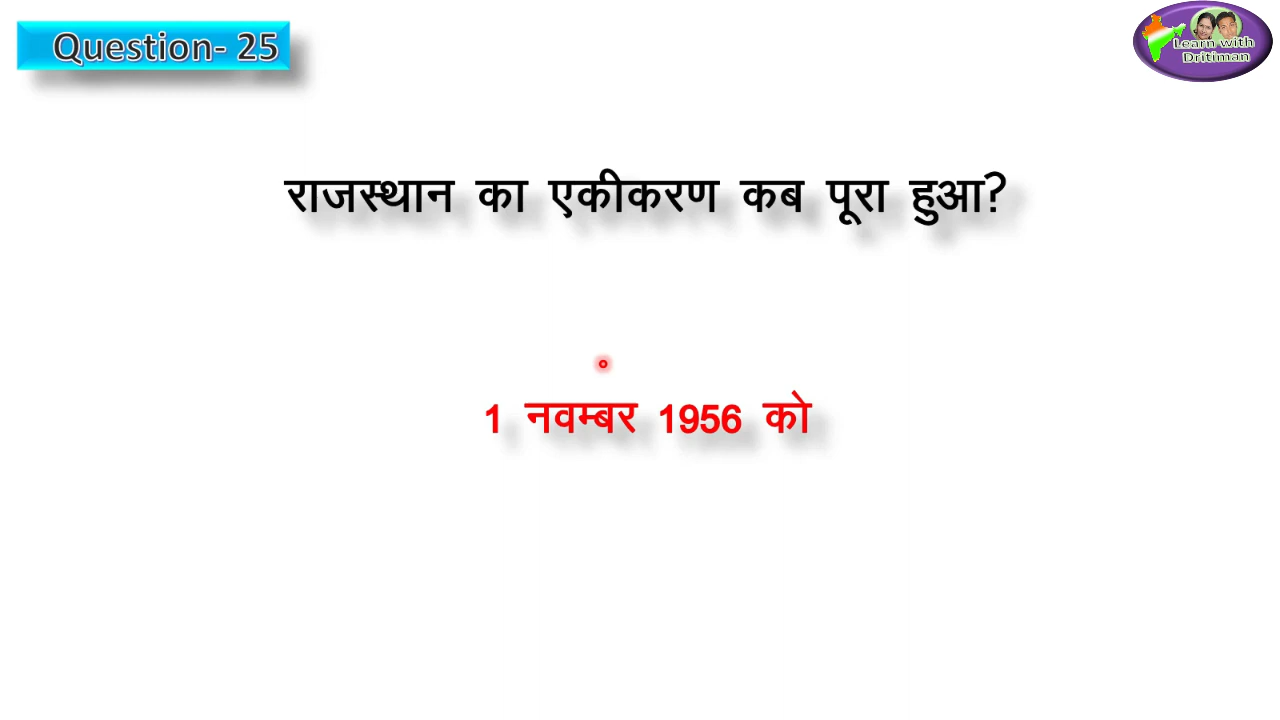 Question- 25
Learn with
Dritiman
राजस्थान का एकीकरण कब पूरा हुआ?
1 नवम्बर 1956 को